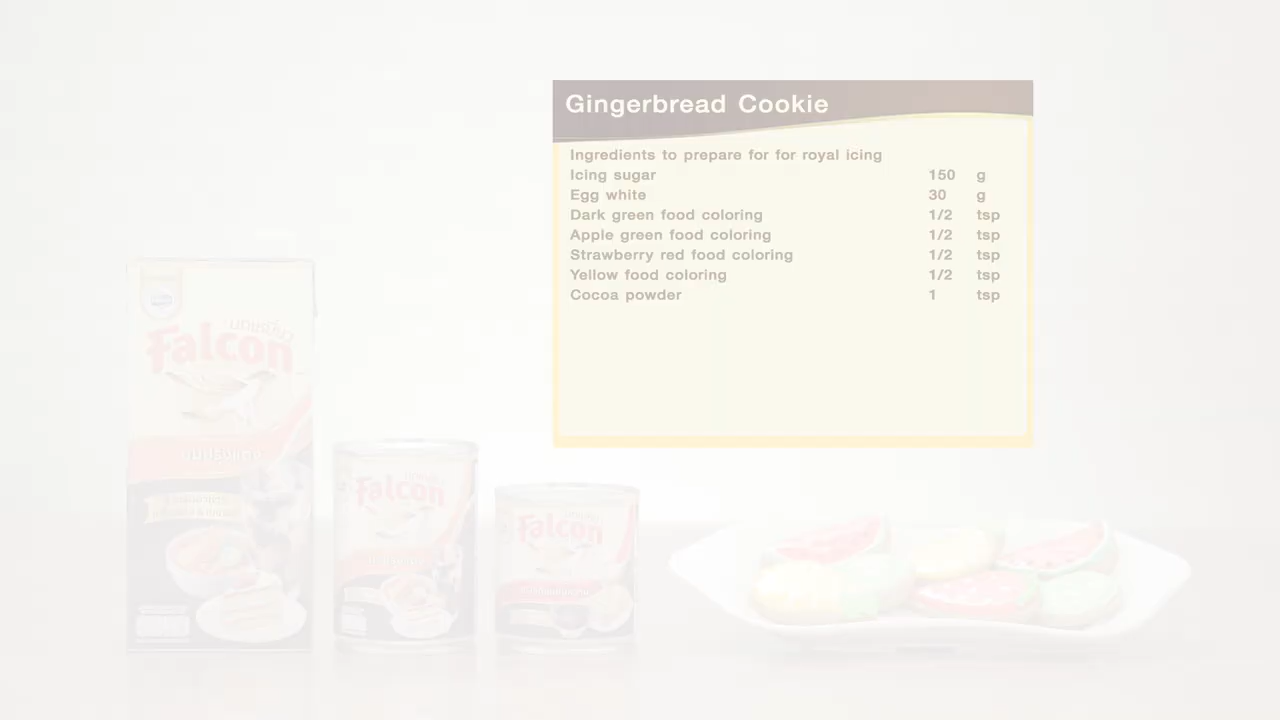 Gingerbread Cookie
Ingredients to prepare for for royal icing
Icing sugar 150 g
Egg white 30 g
Dark green food coloring 1/2 tsp
Apple green food coloring 1/2 tsp
Strawberry red food coloring 1/2 tsp
Yellow food coloring 1/2 tsp
Cocoa powder 1 tsp
Falcon
Falcon
Falcon